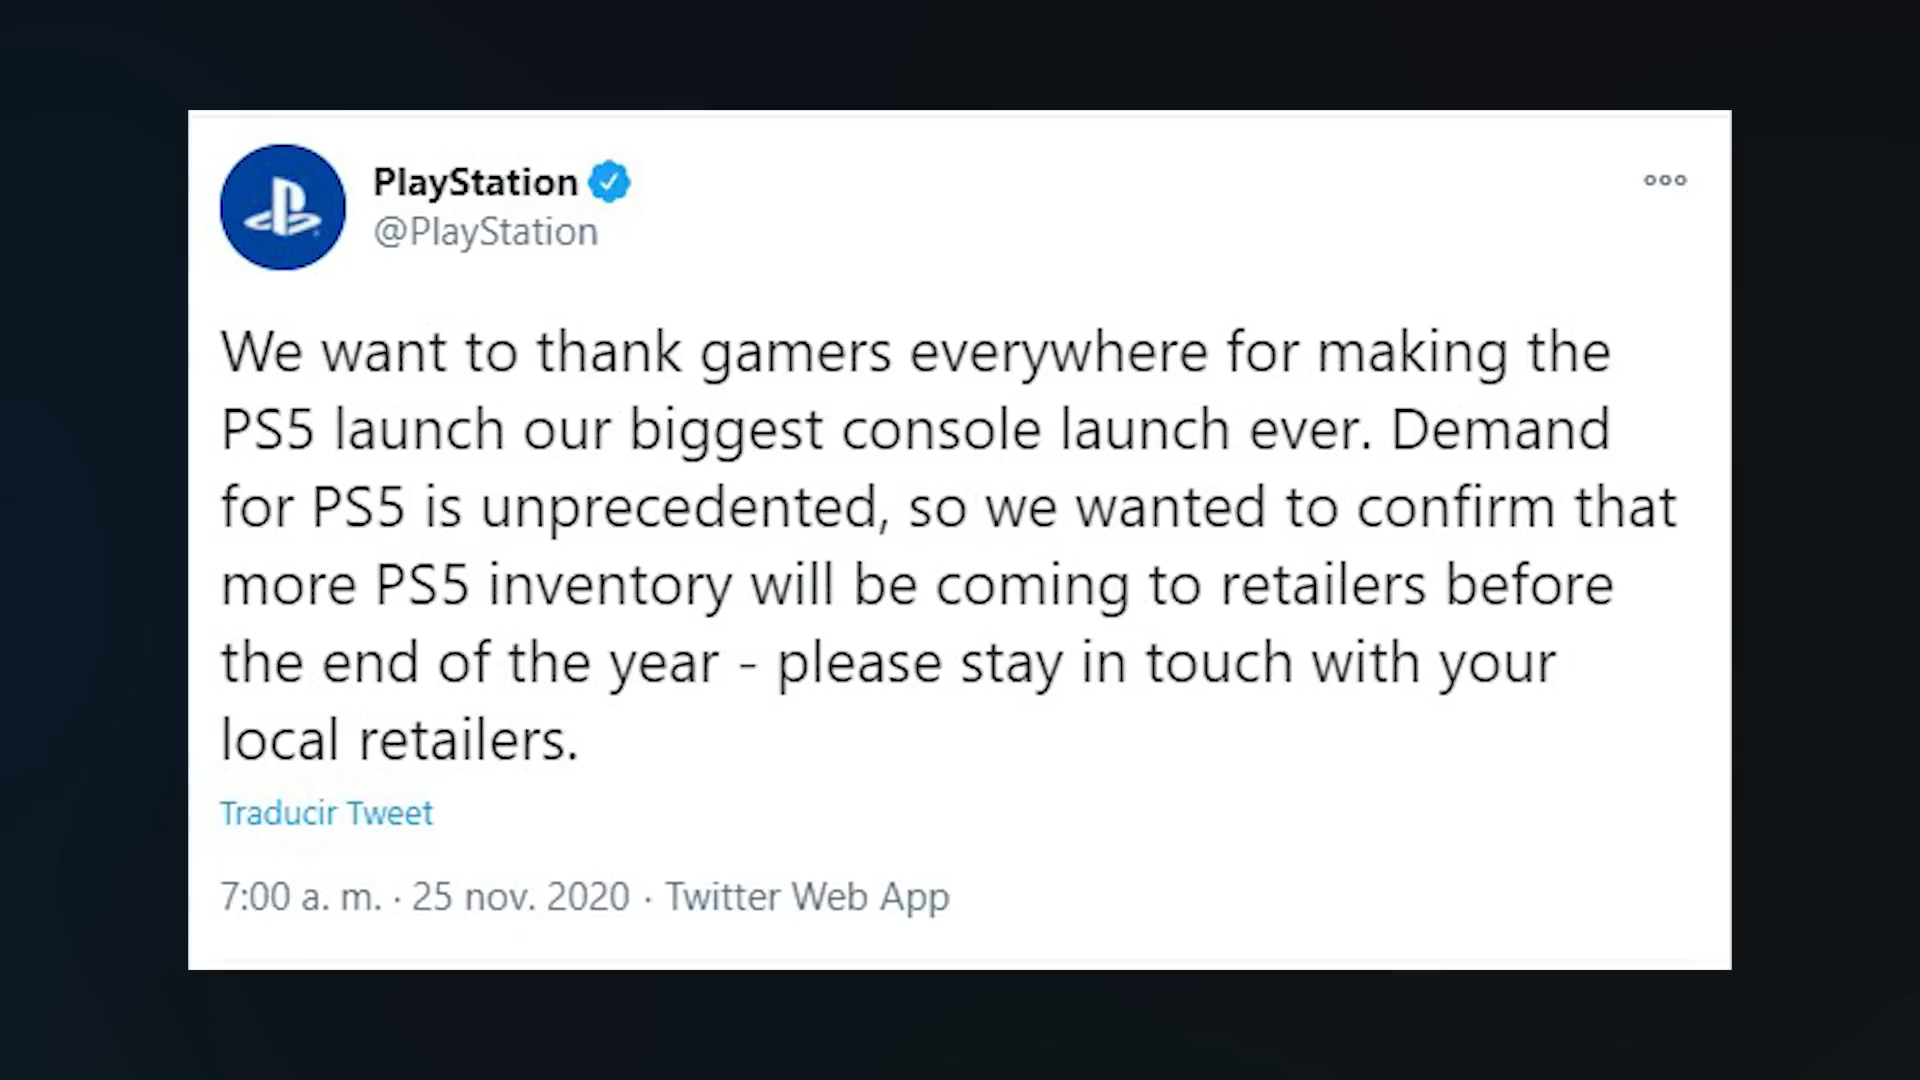 PlayStation
@PlayStation
We want to thank gamers everywhere for making the
PS5 launch our biggest console launch ever. Demand
for PS5 is unprecedented, so we wanted to confirm that
more PS5 inventory will be coming to retailers before
the end of the year - please stay in touch with your
local retailers.
Traducir Tweet
7:00 a. m. · 25 nov. 2020 · Twitter Web App